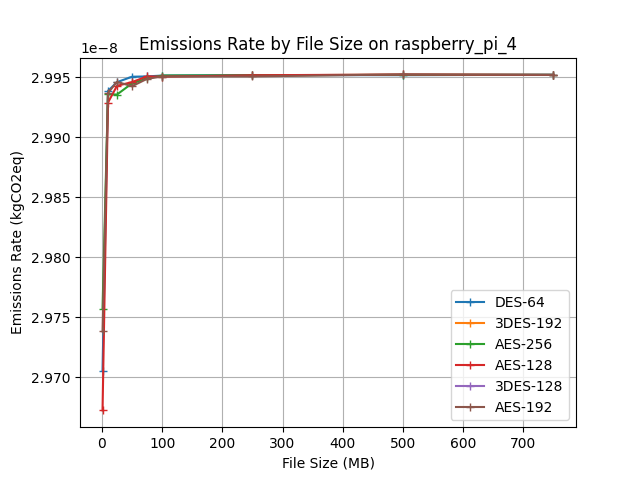 Emissions Rate by File Size on raspberry_pi_4
1e−8
2.995
2.990
2.985
2.980
2.975
2.970
Emissions Rate (kgCO2eq)
0 100 200 300 400 500 600 700
File Size (MB)
DES-64
3DES-192
AES-256
AES-128
3DES-128
AES-192